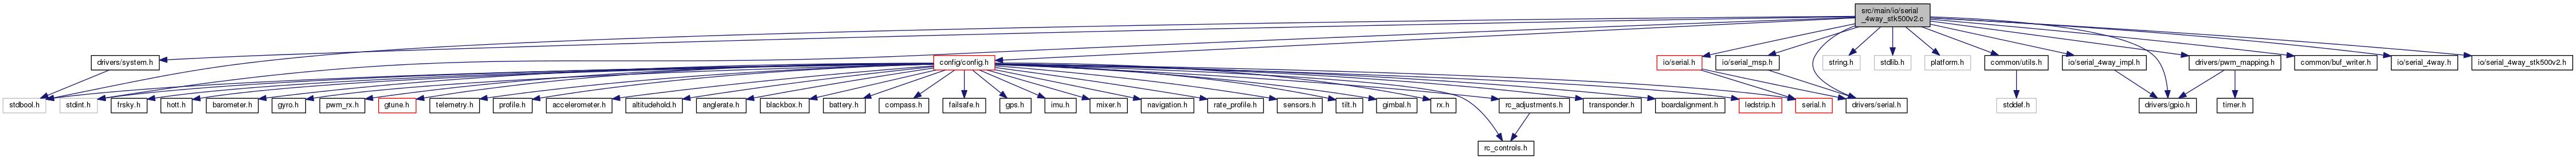 src/main/io/serial
_4way_stk500v2.c
drivers/system.h
config/config.h
io/serial.h
io/serial_msp.h
string.h
stdlib.h
platform.h
common/utils.h
io/serial_4way_impl.h
drivers/pwm_mapping.h
common/buf_writer.h
io/serial_4way.h
io/serial_4way_stk500v2.h
stdbool.h
stdint.h
frsky.h
hott.h
barometer.h
gyro.h
pwm_rx.h
gtune.h
telemetry.h
profile.h
accelerometer.h
altitudehold.h
anglerate.h
blackbox.h
battery.h
compass.h
failsafe.h
gps.h
imu.h
mixer.h
navigation.h
rate_profile.h
sensors.h
tilt.h
gimbal.h
rx.h
rc_adjustments.h
transponder.h
boardalignment.h
ledstrip.h
serial.h
drivers/serial.h
stddef.h
drivers/gpio.h
timer.h
rc_controls.h